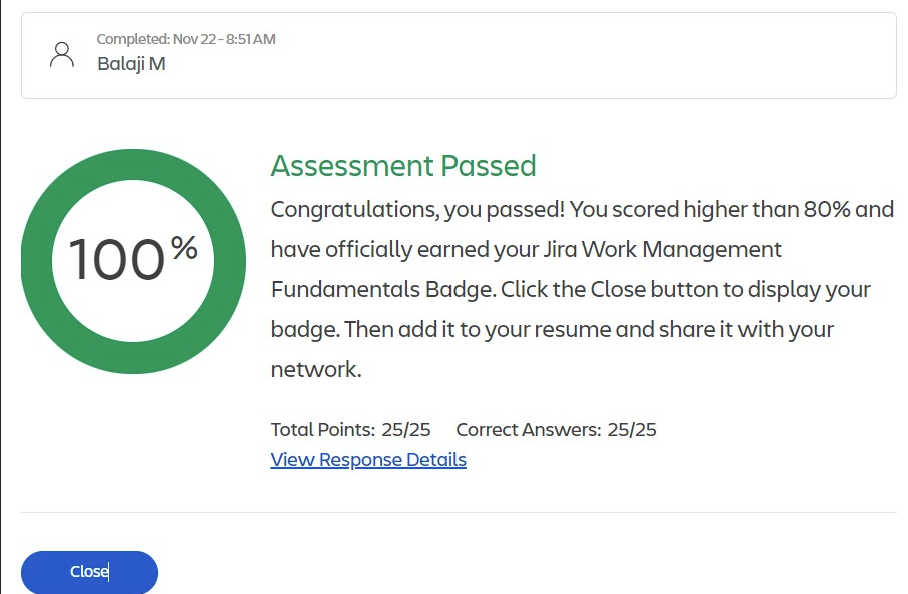 Completed: Nov 22 - 8:51 AM
Balaji M
100%
Assessment Passed
Congratulations, you passed! You scored higher than 80% and
have officially earned your Jira Work Management
Fundamentals Badge. Click the Close button to display your
badge. Then add it to your resume and share it with your
network.
Total Points: 25/25 Correct Answers: 25/25
View Response Details
Close